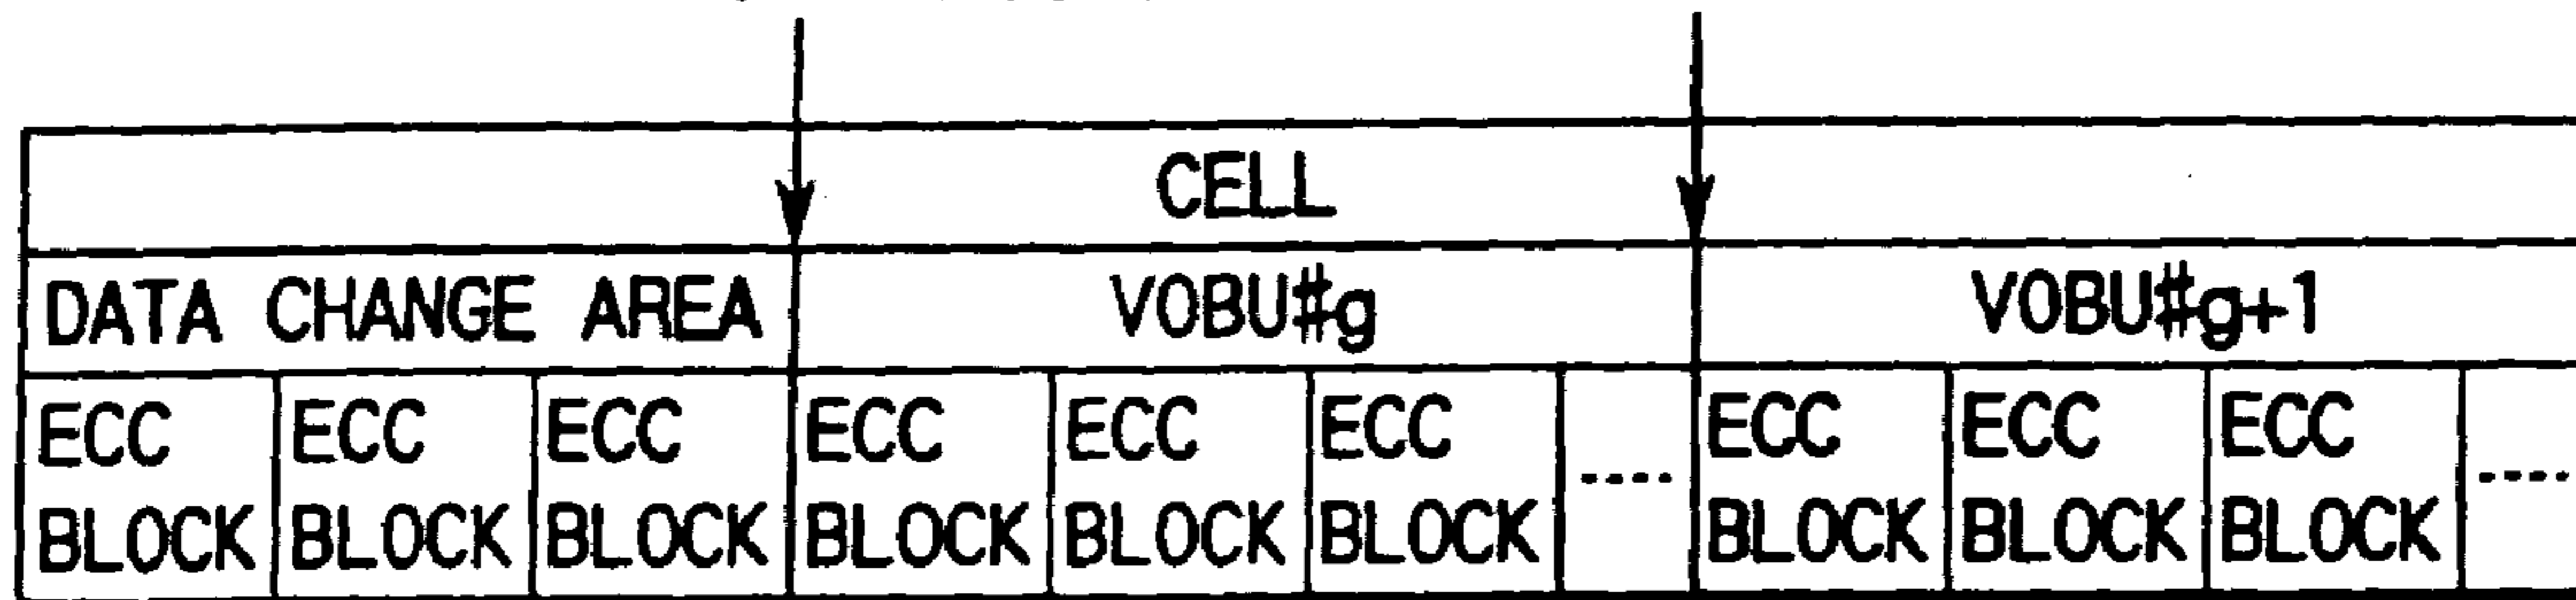 CELL
DATA CHANGE AREA VOBU#g VOBU#g+1
ECC ECC ECC ECC ECC ECC ECC ECC ECC
BLOCK BLOCK BLOCK BLOCK BLOCK BLOCK ---- BLOCK BLOCK BLOCK ----